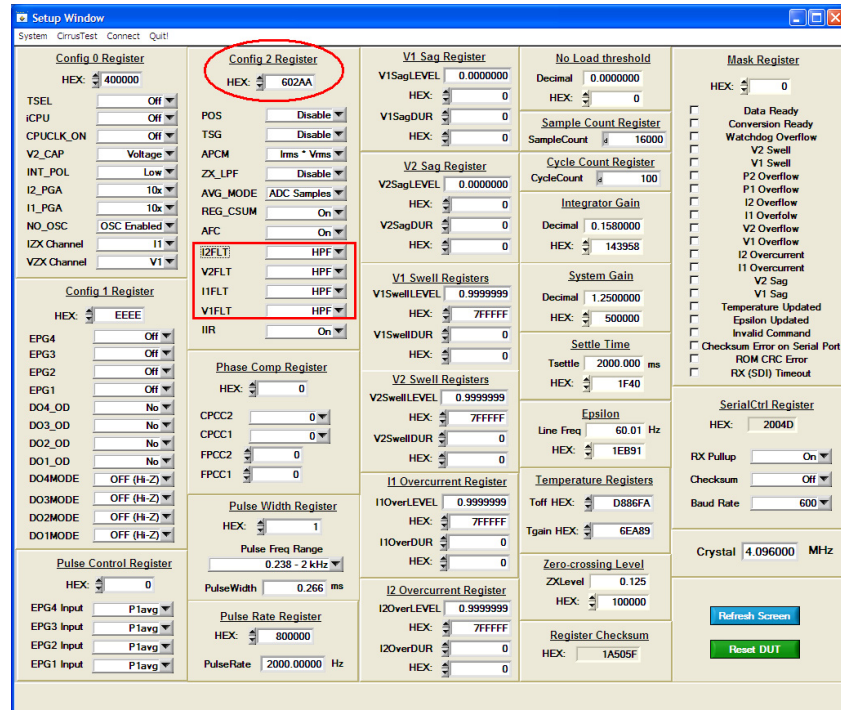 Setup Window
System CirrusTest Connect Quit!
Config 0 Register
HEX: 400000
TSEL Off
iCPU Off
CPUCLK_ON Off
V2_CAP Voltage
INT_POL Low
I2_PGA 10x
I1_PGA 10x
NO_OSC OSC Enabled
IZX Channel I1
VZX Channel V1
Config 1 Register
HEX: EEEE
EPG4 Off
EPG3 Off
EPG2 Off
EPG1 Off
DO4_OD No
DO3_OD No
DO2_OD No
DO1_OD No
DO4MODE OFF (Hi-Z)
DO3MODE OFF (Hi-Z)
DO2MODE OFF (Hi-Z)
DO1MODE OFF (Hi-Z)
Pulse Control Register
HEX: 0
EPG4 Input P1avg
EPG3 Input P1avg
EPG2 Input P1avg
EPG1 Input P1avg
Config 2 Register
HEX: 602AA
POS Disable
TSG Disable
APCM Irms * Vrms
ZX_LPF Disable
AVG_MODE ADC Samples
REG_CSUM On
AFC On
I2FLT HPF
V2FLT HPF
I1FLT HPF
V1FLT HPF
IIR On
Phase Comp Register
HEX: 0
CPCC2 0
CPCC1 0
FPCC2 0
FPCC1 0
Pulse Width Register
HEX: 1
Pulse Freq Range
0.238 - 2 kHz
PulseWidth 0.266 ms
Pulse Rate Register
HEX: 800000
PulseRate 2000.00000 Hz
V1 Sag Register
V1SagLEVEL 0.0000000
HEX: 0
V1SagDUR 0
HEX: 0
V2 Sag Register
V2SagLEVEL 0.0000000
HEX: 0
V2SagDUR 0
HEX: 0
V1 Swell Registers
V1SwellLEVEL 0.9999999
HEX: 7FFFFF
V1SwellDUR 0
HEX: 0
V2 Swell Registers
V2SwellLEVEL 0.9999999
HEX: 7FFFFF
V2SwellDUR 0
HEX: 0
I1 Overcurrent Register
I1OverLEVEL 0.9999999
HEX: 7FFFFF
I1OverDUR 0
HEX: 0
I2 Overcurrent Register
I2OverLEVEL 0.9999999
HEX: 7FFFFF
I2OverDUR 0
HEX: 0
No Load threshold
Decimal 0.0000000
HEX: 0
Sample Count Register
SampleCount d 16000
Cycle Count Register
CycleCount d 100
Integrator Gain
Decimal 0.1580000
HEX: 143958
System Gain
Decimal 1.2500000
HEX: 500000
Settle Time
Tsettle 2000.000 ms
HEX: 1F40
Epsilon
Line Freq 60.01 Hz
HEX: 1EB91
Temperature Registers
Toff HEX: D886FA
Tgain HEX: 6EA89
Zero-crossing Level
ZXLevel 0.125
HEX: 100000
Register Checksum
HEX: 1A505F
Mask Register
HEX: 0
Data Ready
Conversion Ready
Watchdog Overflow
V2 Swell
V1 Swell
P2 Overflow
P1 Overflow
I2 Overflow
I1 Overfolw
V2 Overflow
V1 Overflow
I2 Overcurrent
I1 Overcurrent
V2 Sag
V1 Sag
Temperature Updated
Epsilon Updated
Invalid Command
Checksum Error on Serial Port
ROM CRC Error
RX (SDI) Timeout
SerialCtrl Register
HEX: 2004D
RX Pullup On
Checksum Off
Baud Rate 600
Crystal 4.096000 MHz
Refresh Screen
Reset DUT